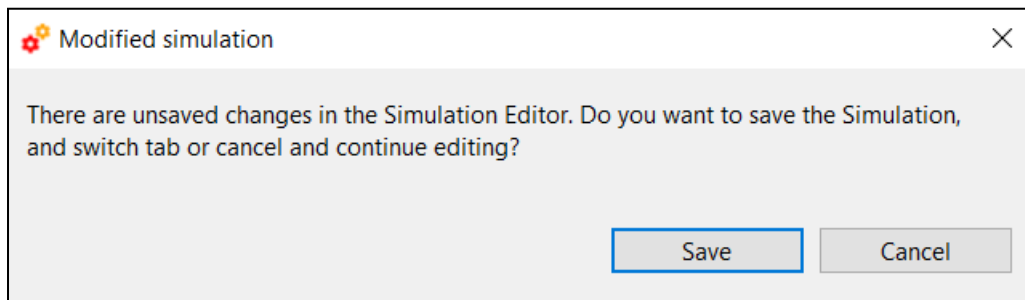 Modified simulation
There are unsaved changes in the Simulation Editor. Do you want to save the Simulation,
and switch tab or cancel and continue editing?
Save
Cancel